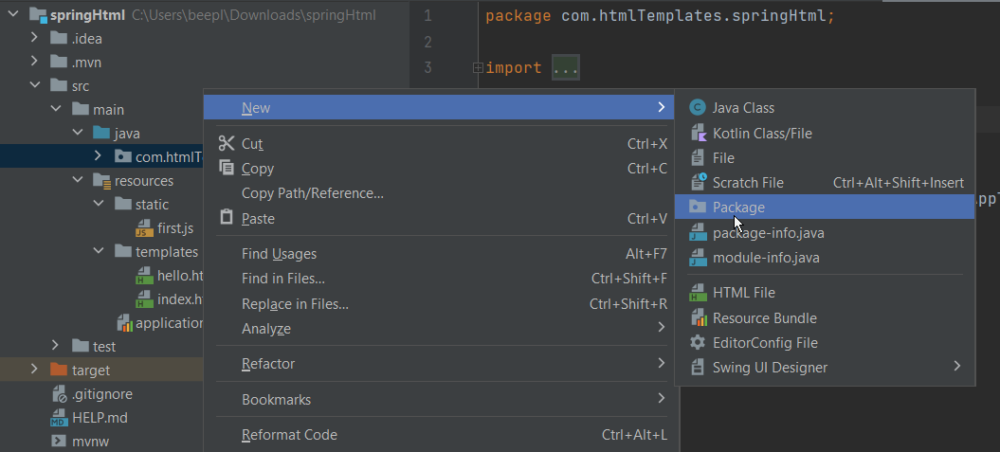 springHtml C:\Users\beepl\Downloads\springHtml
.idea
.mvn
src
main
java
com.htmlT
resources
static
first.js
templates
hello.ht
index.ht
application
test
target
.gitignore
HELP.md
mvnw
1 package com.htmlTemplates.springHtml;
2
3 import ...
New
Cut Ctrl+X
Copy Ctrl+C
Copy Path/Reference...
Paste Ctrl+V
Find Usages Alt+F7
Find in Files... Ctrl+Shift+F
Replace in Files... Ctrl+Shift+R
Analyze
Refactor
Bookmarks
Reformat Code Ctrl+Alt+L
Java Class
Kotlin Class/File
File
Scratch File Ctrl+Alt+Shift+Insert
Package
package-info.java
module-info.java
HTML File
Resource Bundle
EditorConfig File
Swing UI Designer